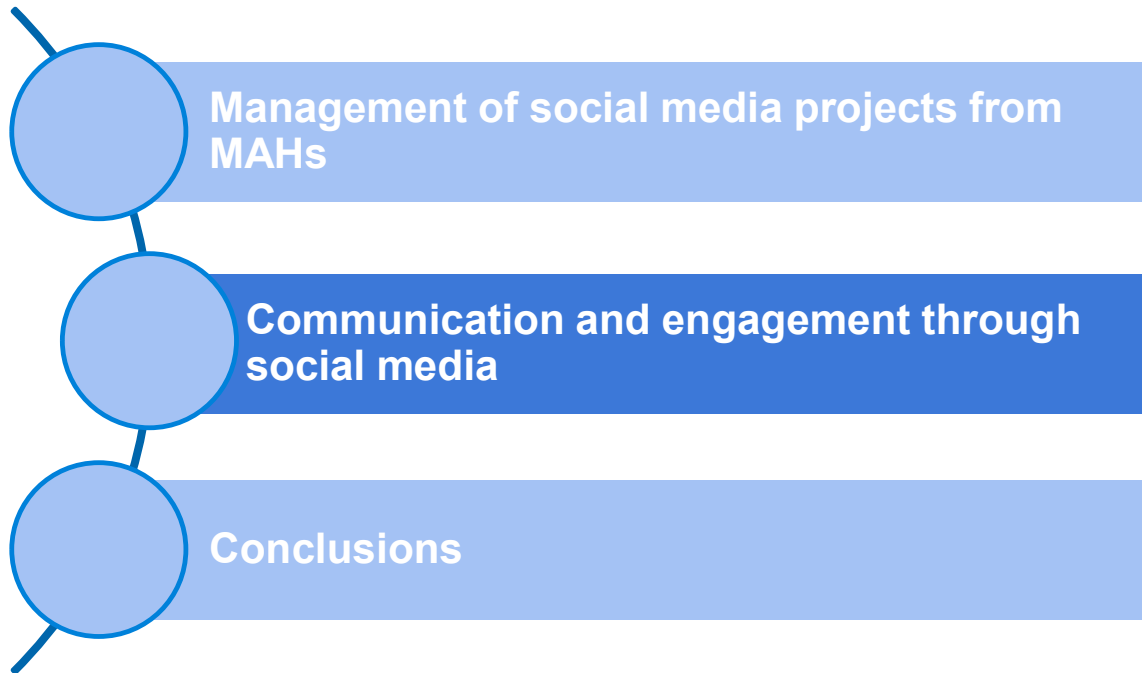 Management of social media projects from
MAHs
Communication and engagement through
social media
Conclusions